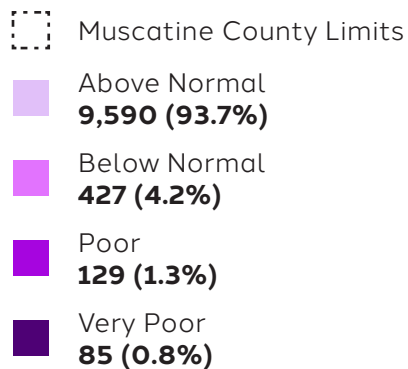 Muscatine County Limits
Above Normal
9,590 (93.7%)
Below Normal
427 (4.2%)
Poor
129 (1.3%)
Very Poor
85 (0.8%)